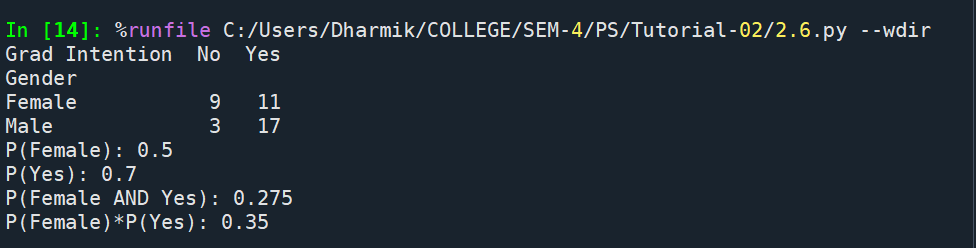 In [14]: %runfile C:/Users/Dharmik/COLLEGE/SEM-4/PS/Tutorial-02/2.6.py --wdir
Grad Intention  No  Yes
Gender
Female           9   11
Male             3   17
P(Female): 0.5
P(Yes): 0.7
P(Female AND Yes): 0.275
P(Female)*P(Yes): 0.35